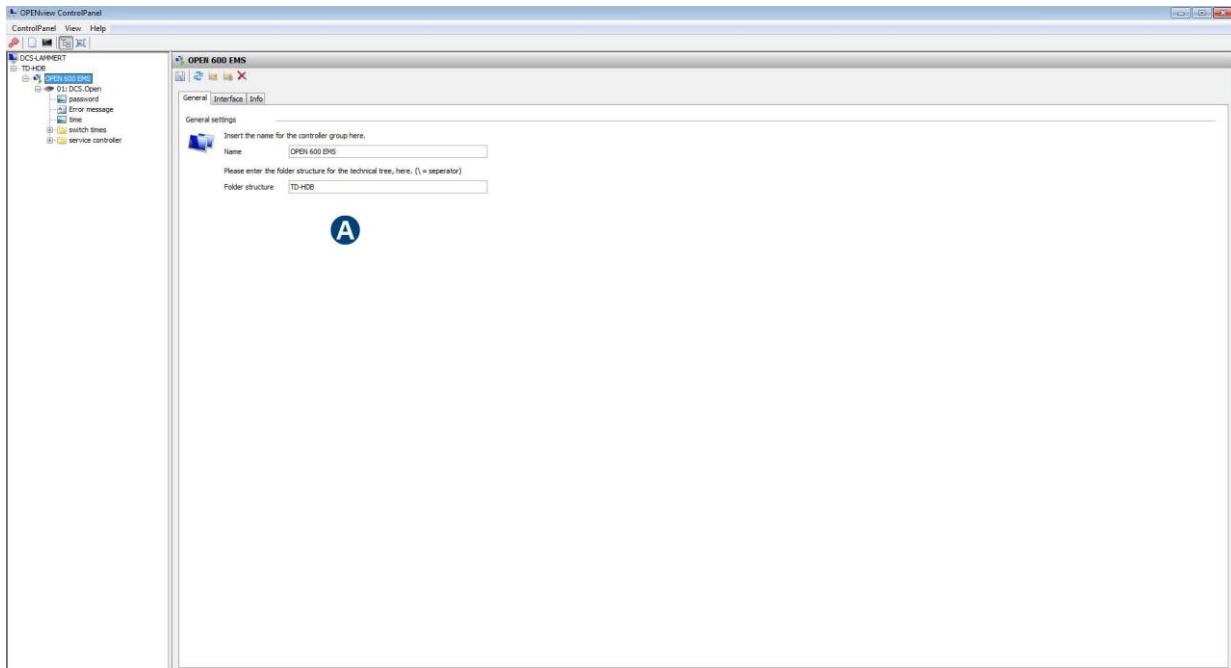 OPENview ControlPanel
ControlPanel View Help
DCS-LAMMERT
TD-HDB
OPEN 600 EMS
01: DCS.Open
password
Error message
time
switch times
service controller
OPEN 600 EMS
General Interface Info
General settings
Insert the name for the controller group here.
Name OPEN 600 EMS
Please enter the folder structure for the technical tree, here. (\ = seperator)
Folder structure TD-HDB
A